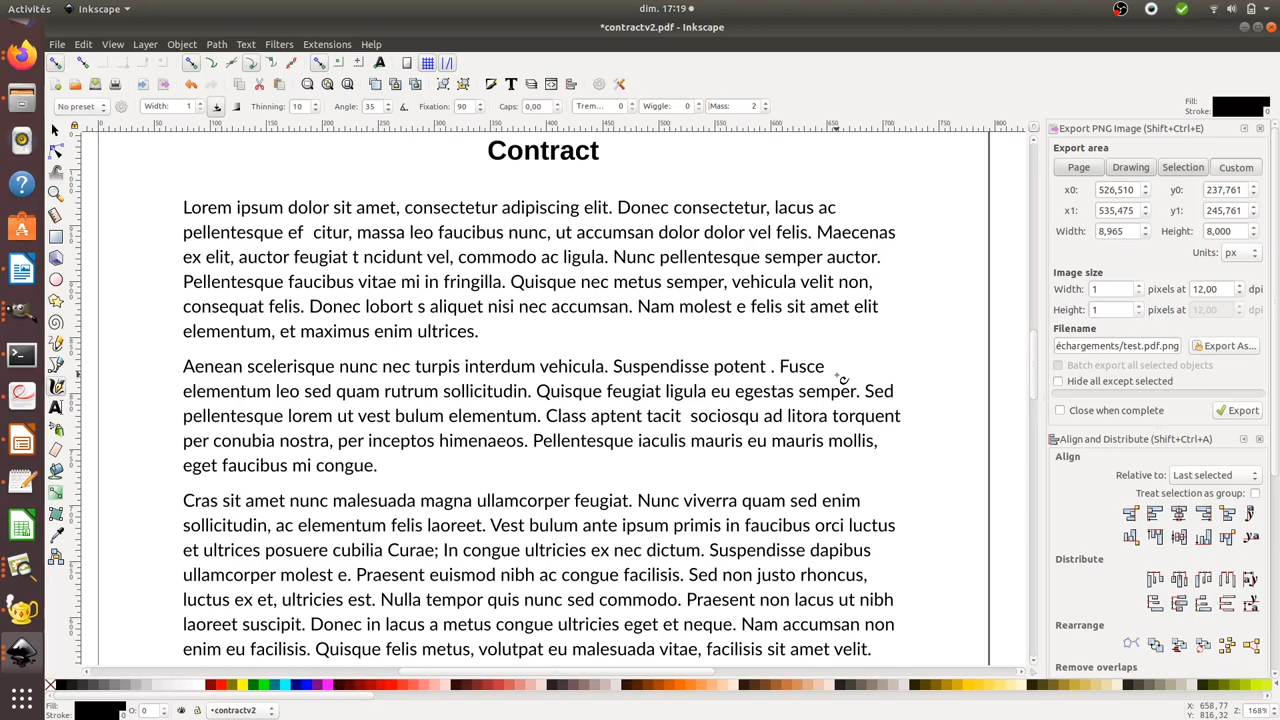 Activités Inkscape dim. 17:19
*contractv2.pdf - Inkscape
File Edit View Layer Object Path Text Filters Extensions Help
No preset Width: 1 Thinning: 10 Angle: 35 Fixation: 90 Caps: 0,00 Trem... 0 Wiggle: 0 Mass: 2 Fill: Stroke: 0
Export PNG Image (Shift+Ctrl+E)
Export area
Page Drawing Selection Custom
x0: 526,510 y0: 237,761
x1: 535,475 y1: 245,761
Width: 8,965 Height: 8,000
Units: px
Image size
Width: 1 pixels at 12,00 dpi
Height: 1 pixels at 12,00 dpi
Filename
échargements/test.pdf.png Export As...
Batch export all selected objects
Hide all except selected
Close when complete Export
Align and Distribute (Shift+Ctrl+A)
Align
Relative to: Last selected
Treat selection as group:
Distribute
Rearrange
Remove overlaps
Contract
Lorem ipsum dolor sit amet, consectetur adipiscing elit. Donec consectetur, lacus ac
pellentesque ef citur, massa leo faucibus nunc, ut accumsan dolor dolor vel felis. Maecenas
ex elit, auctor feugiat t ncidunt vel, commodo ac ligula. Nunc pellentesque semper auctor.
Pellentesque faucibus vitae mi in fringilla. Quisque nec metus semper, vehicula velit non,
consequat felis. Donec lobort s aliquet nisi nec accumsan. Nam molest e felis sit amet elit
elementum, et maximus enim ultrices.
Aenean scelerisque nunc nec turpis interdum vehicula. Suspendisse potent . Fusce
elementum leo sed quam rutrum sollicitudin. Quisque feugiat ligula eu egestas semper. Sed
pellentesque lorem ut vest bulum elementum. Class aptent tacit sociosqu ad litora torquent
per conubia nostra, per inceptos himenaeos. Pellentesque iaculis mauris eu mauris mollis,
eget faucibus mi congue.
Cras sit amet nunc malesuada magna ullamcorper feugiat. Nunc viverra quam sed enim
sollicitudin, ac elementum felis laoreet. Vest bulum ante ipsum primis in faucibus orci luctus
et ultrices posuere cubilia Curae; In congue ultricies ex nec dictum. Suspendisse dapibus
ullamcorper molest e. Praesent euismod nibh ac congue facilisis. Sed non justo rhoncus,
luctus ex et, ultricies est. Nulla tempor quis nunc sed commodo. Praesent non lacus ut nibh
laoreet suscipit. Donec in lacus a metus congue ultricies eget et neque. Nam accumsan non
enim eu facilisis. Quisque felis metus, volutpat eu malesuada vitae, facilisis sit amet velit.
Fill: Stroke: 0 O: 0 •contractv2 X: 658,77 Y: 816,32 Z: 168%